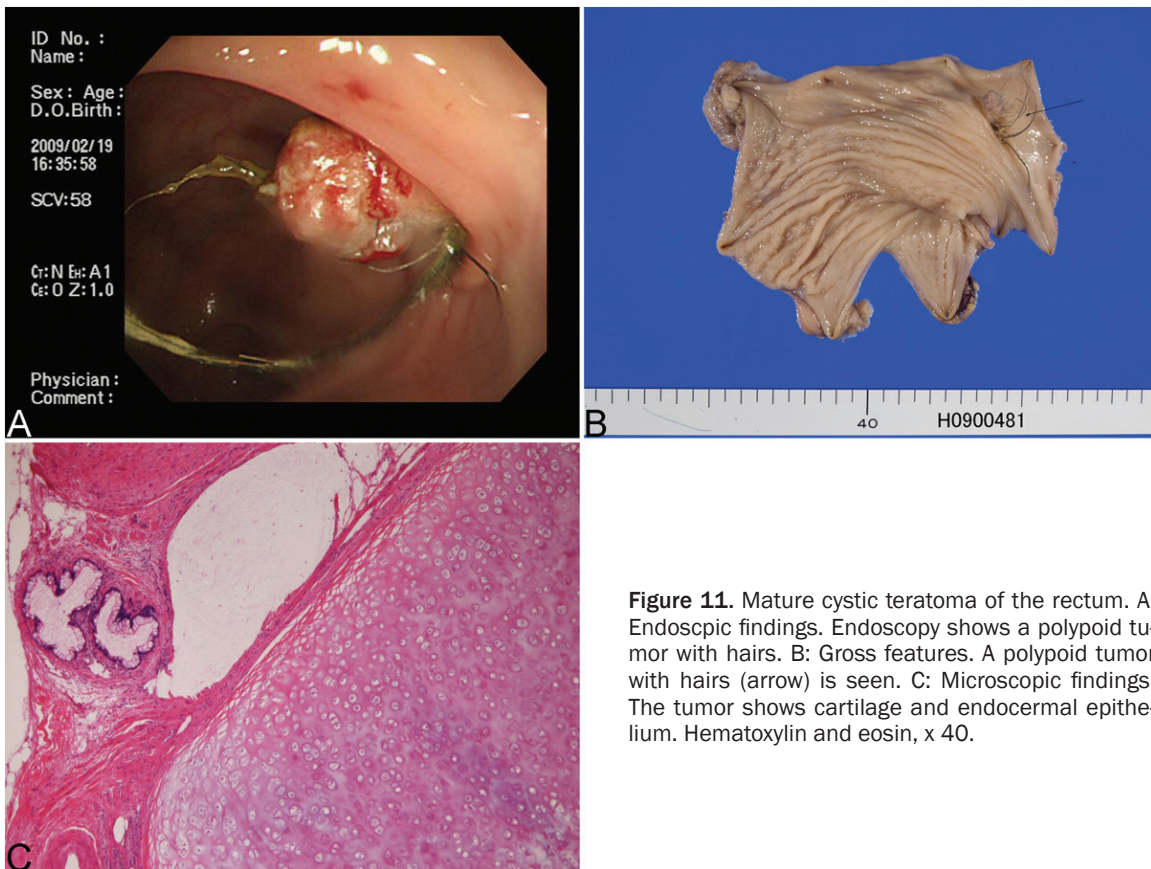 ID No. :
Name :
Sex : Age :
D.O.Birth :
2009/02/19
16:35:58
SCV:58
CT:N EH:A1
CE:0 Z:1.0
Physician :
Comment :
A
40
H0900481
B
C
Figure 11. Mature cystic teratoma of the rectum. A
Endoscpic findings. Endoscopy shows a polypoid tu-
mor with hairs. B: Gross features. A polypoid tumor
with hairs (arrow) is seen. C: Microscopic findings
The tumor shows cartilage and endocermal epithe-
lium. Hematoxylin and eosin, x 40.